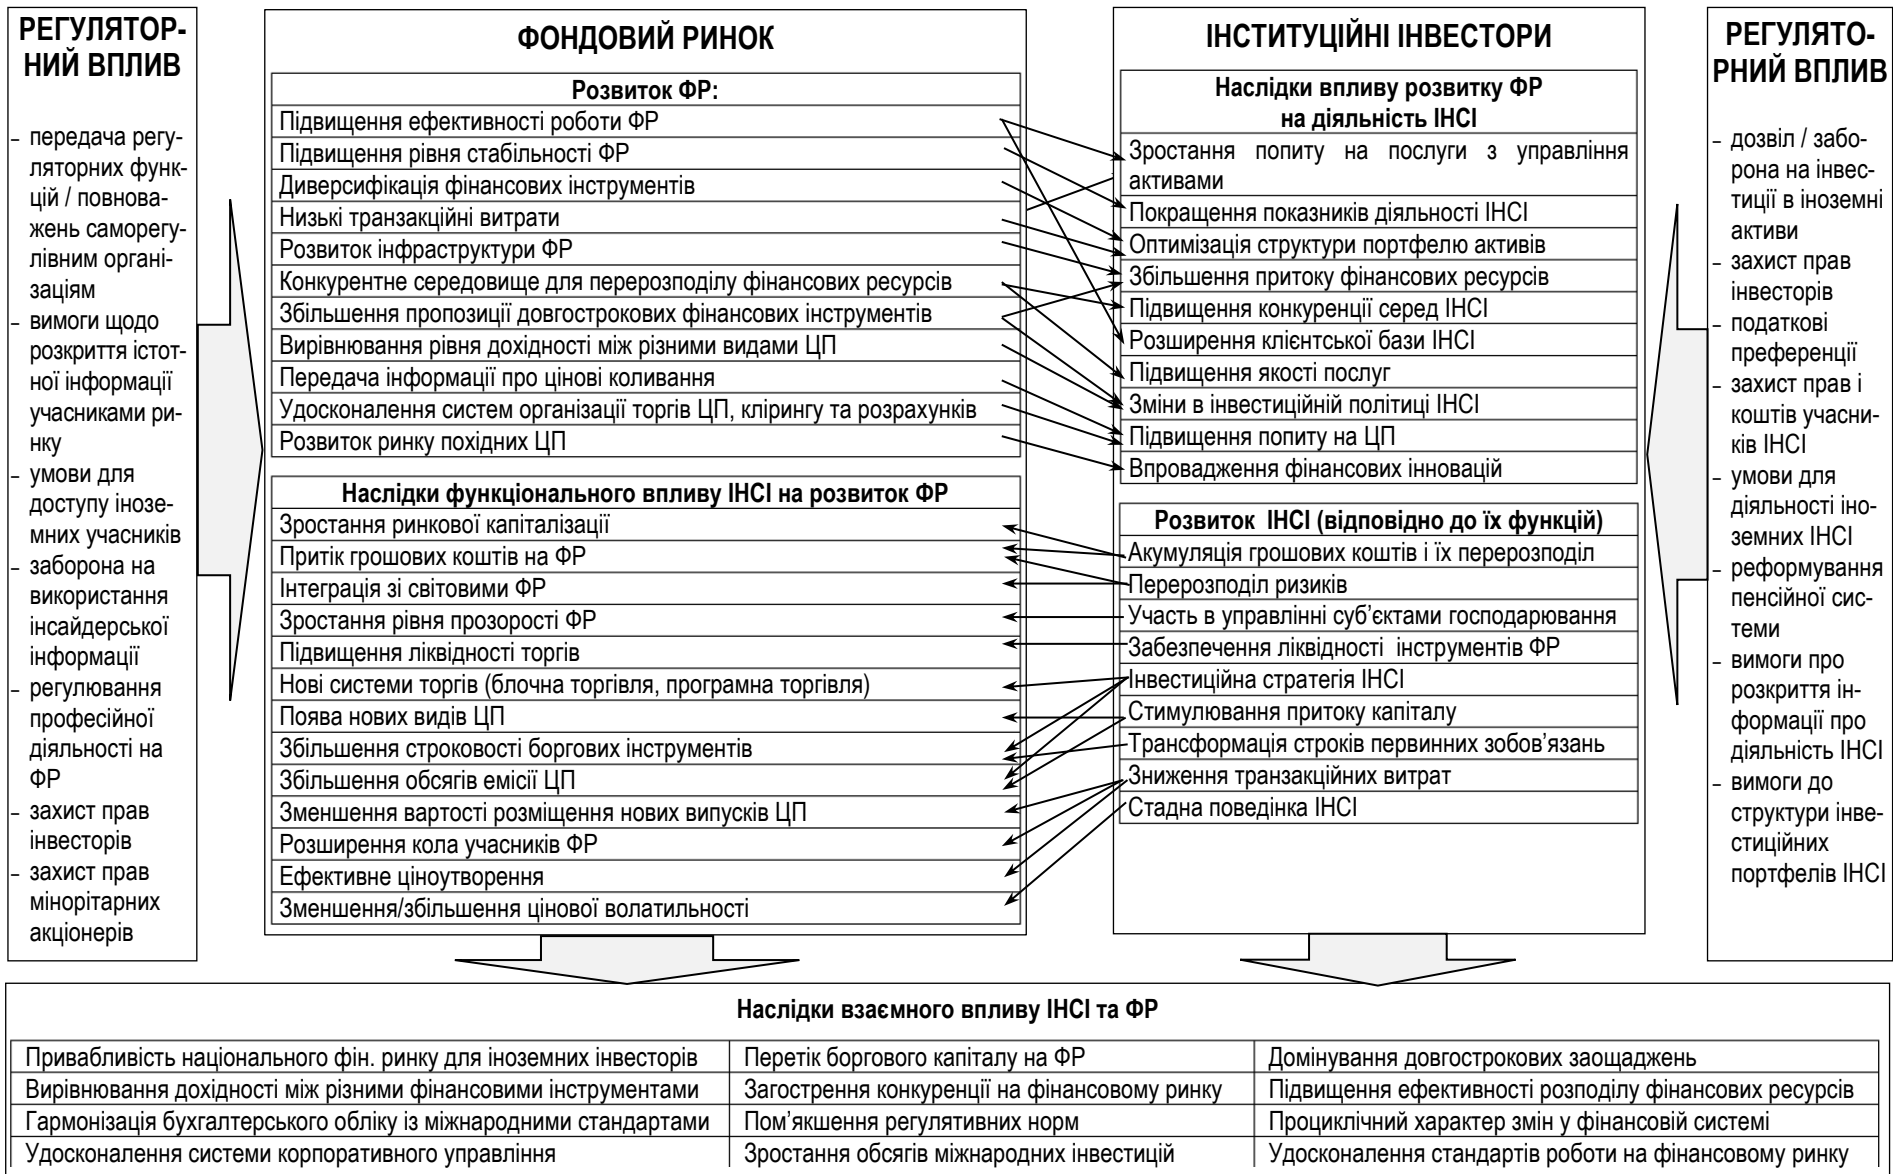 РЕГУЛЯТОР-
НИЙ ВПЛИВ
– передача регу-
ляторних функ-
цій / повнова-
жень саморегу-
лівним органі-
заціям
– вимоги щодо
розкриття істот-
ної інформації
учасниками ри-
нку
– умови для
доступу інозе-
мних учасників
– заборона на
використання
інсайдерської
інформації
– регулювання
професійної
діяльності на
ФР
– захист прав
інвесторів
– захист прав
мінорітарних
акціонерів
ФОНДОВИЙ РИНОК
Розвиток ФР:
Підвищення ефективності роботи ФР
Підвищення рівня стабільності ФР
Диверсифікація фінансових інструментів
Низькі транзакційні витрати
Розвиток інфраструктури ФР
Конкурентне середовище для перерозподілу фінансових ресурсів
Збільшення пропозиції довгострокових фінансових інструментів
Вирівнювання рівня дохідності між різними видами ЦП
Передача інформації про цінові коливання
Удосконалення систем організації торгів ЦП, клірингу та розрахунків
Розвиток ринку похідних ЦП
Наслідки функціонального впливу ІНСІ на розвиток ФР
Зростання ринкової капіталізації
Притік грошових коштів на ФР
Інтеграція зі світовими ФР
Зростання рівня прозорості ФР
Підвищення ліквідності торгів
Нові системи торгів (блочна торгівля, програмна торгівля)
Поява нових видів ЦП
Збільшення строковості боргових інструментів
Збільшення обсягів емісії ЦП
Зменшення вартості розміщення нових випусків ЦП
Розширення кола учасників ФР
Ефективне ціноутворення
Зменшення/збільшення цінової волатильності
ІНСТИТУЦІЙНІ ІНВЕСТОРИ
Наслідки впливу розвитку ФР
на діяльність ІНСІ
Зростання попиту на послуги з управління
активами
Покращення показників діяльності ІНСІ
Оптимізація структури портфелю активів
Збільшення притоку фінансових ресурсів
Підвищення конкуренції серед ІНСІ
Розширення клієнтської бази ІНСІ
Підвищення якості послуг
Зміни в інвестиційній політиці ІНСІ
Підвищення попиту на ЦП
Впровадження фінансових інновацій
Розвиток ІНСІ (відповідно до їх функцій)
Акумуляція грошових коштів і їх перерозподіл
Перерозподіл ризиків
Участь в управлінні суб’єктами господарювання
Забезпечення ліквідності інструментів ФР
Інвестиційна стратегія ІНСІ
Стимулювання притоку капіталу
Трансформація строків первинних зобов’язань
Зниження транзакційних витрат
Стадна поведінка ІНСІ
РЕГУЛЯТО-
РНИЙ ВПЛИВ
– дозвіл / забо-
рона на інвес-
тиції в іноземні
активи
– захист прав
інвесторів
– податкові
преференції
– захист прав і
коштів учасни-
ків ІНСІ
– умови для
діяльності іно-
земних ІНСІ
– реформування
пенсійної сис-
теми
– вимоги про
розкриття ін-
формації про
діяльність ІНСІ
– вимоги до
структури інве-
стиційних
портфелів ІНСІ
Наслідки взаємного впливу ІНСІ та ФР
Привабливість національного фін. ринку для іноземних інвесторів
Перетік боргового капіталу на ФР
Домінування довгострокових заощаджень
Вирівнювання дохідності між різними фінансовими інструментами
Загострення конкуренції на фінансовому ринку
Підвищення ефективності розподілу фінансових ресурсів
Гармонізація бухгалтерського обліку із міжнародними стандартами
Пом’якшення регулятивних норм
Проциклічний характер змін у фінансовій системі
Удосконалення системи корпоративного управління
Зростання обсягів міжнародних інвестицій
Удосконалення стандартів роботи на фінансовому ринку